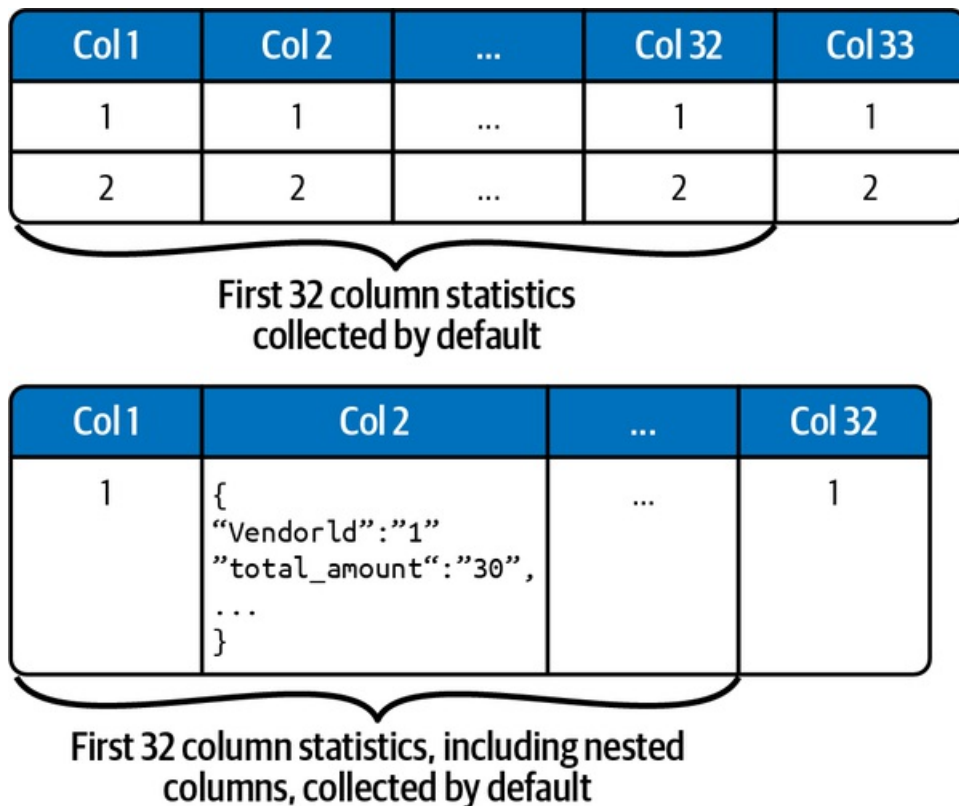 Col 1 Col 2 ... Col 32 Col 33
1 1 ... 1 1
2 2 ... 2 2
First 32 column statistics
collected by default
Col 1 Col 2 ... Col 32
1 { ... 1
“Vendorld”:”1”
”total_amount“:”30”,
...
}
First 32 column statistics, including nested
columns, collected by default